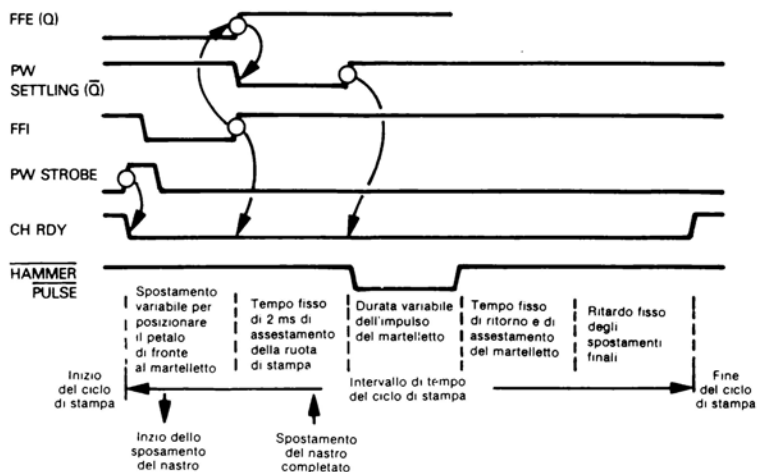 FFE (Q)
PW
SETTLING (Q̅)
FFI
PW STROBE
CH RDY
HAMMER
PULSE
Spostamento
variabile per
posizionare
il petalo
di fronte
al martelletto
Tempo fisso
di 2 ms di
assestamento
della ruota
di stampa
Durata variabile
dell'impulso
del martelletto
Tempo fisso
di ritorno e di
assestamento
del martelletto
Ritardo fisso
degli
spostamenti
finali
Inizio
del ciclo
di stampa
Intervallo di tempo
del ciclo di stampa
Fine
del ciclo
di stampa
Inzio dello
sposamento
del nastro
Spostamento
del nastro
completato